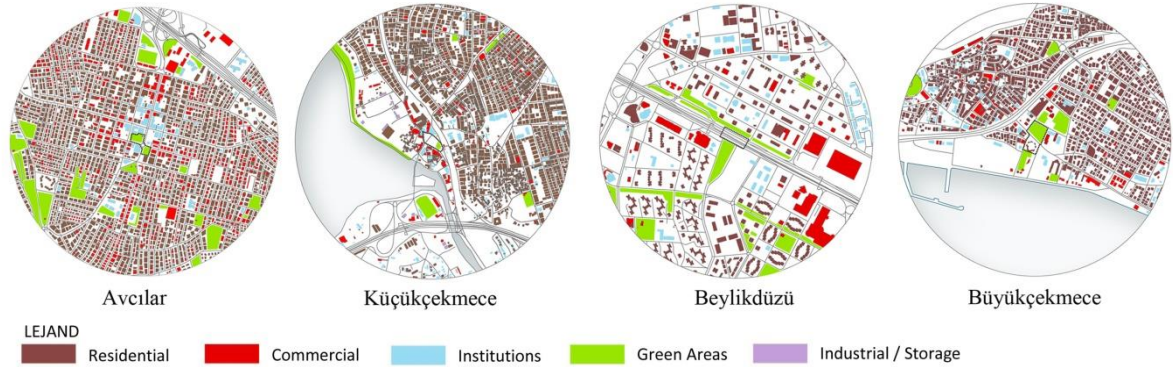 Avcılar
Küçükçekmece
Beylikdüzü
Büyükçekmece
LEJAND
Residential
Commercial
Institutions
Green Areas
Industrial / Storage